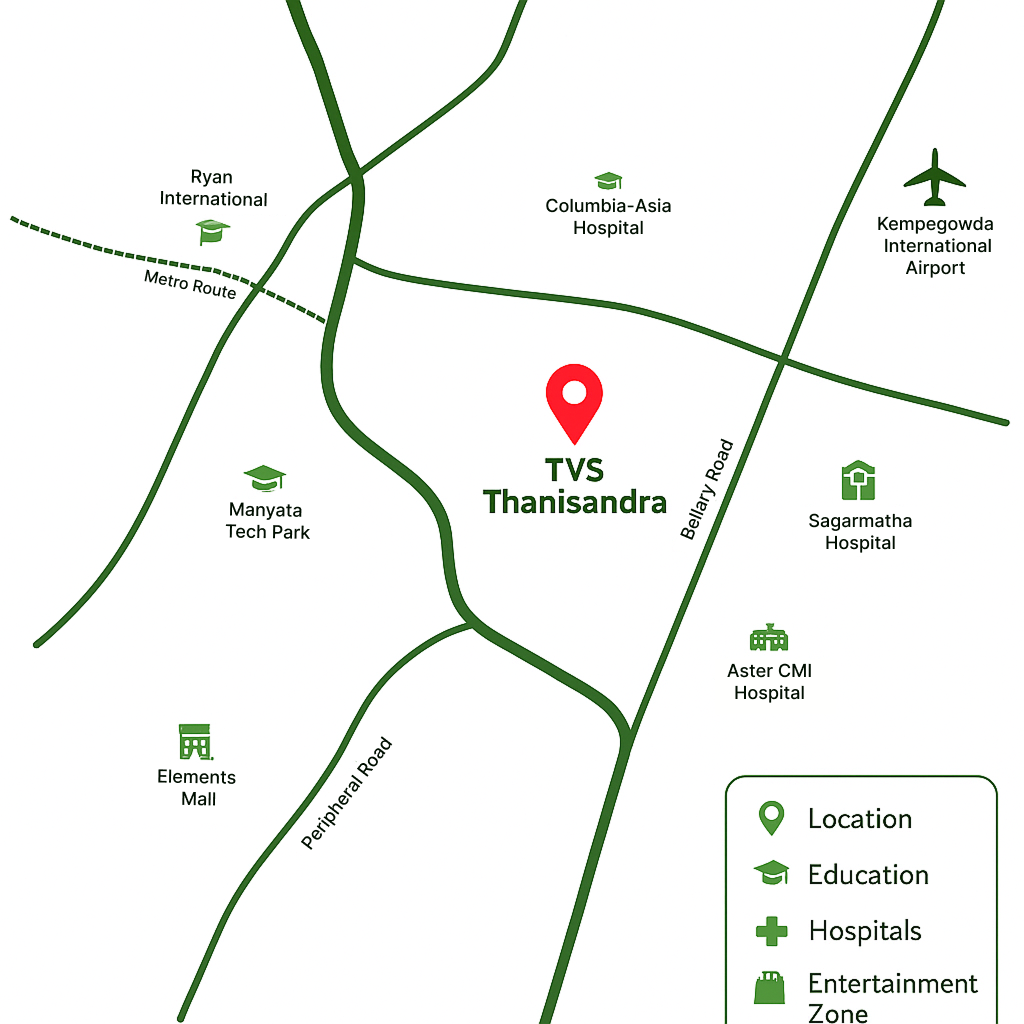 Ryan
International
Columbia-Asia
Hospital
Kempegowda
International
Airport
Metro Route
TVS
Thanisandra
Bellary Road
Manyata
Tech Park
Sagarmatha
Hospital
Aster CMI
Hospital
Elements
Mall
Peripheral Road
Location
Education
Hospitals
Entertainment
Zone